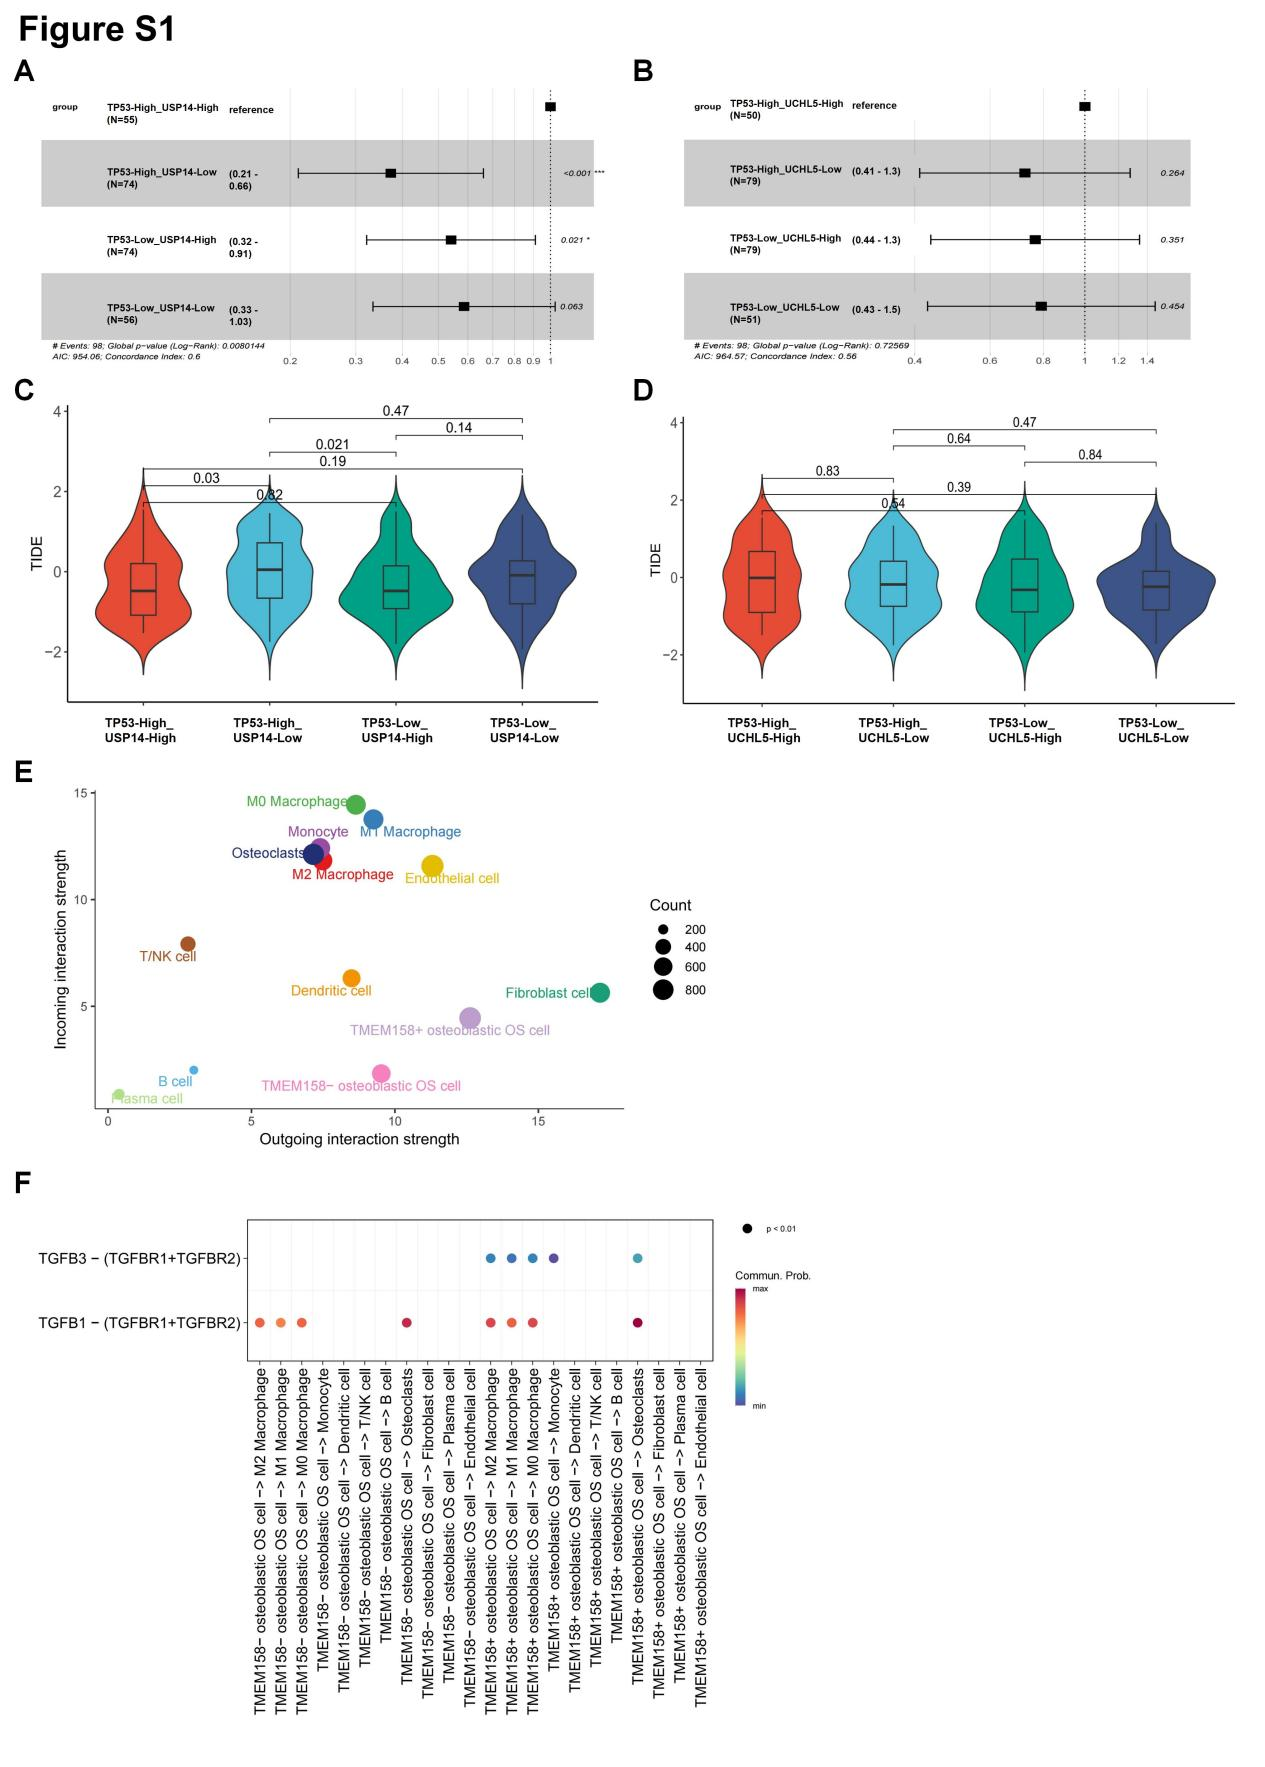 Figure S1
A
group
TP53-High_USP14-High
(N=55)
reference
TP53-High_USP14-Low
(N=74)
(0.21 -
0.66)
<0.001 ***
TP53-Low_USP14-High
(N=74)
(0.32 -
0.91)
0.021 *
TP53-Low_USP14-Low
(N=56)
(0.33 -
1.03)
0.063
# Events: 98; Global p−value (Log−Rank): 0.0080144
AIC: 954.06; Concordance Index: 0.6
0.2 0.3 0.4 0.5 0.6 0.7 0.8 0.9 1
B
group
TP53-High_UCHL5-High
(N=50)
reference
TP53-High_UCHL5-Low
(N=79)
(0.41 - 1.3)
0.264
TP53-Low_UCHL5-High
(N=79)
(0.44 - 1.3)
0.351
TP53-Low_UCHL5-Low
(N=51)
(0.43 - 1.5)
0.454
# Events: 98; Global p−value (Log−Rank): 0.72569
AIC: 964.57; Concordance Index: 0.56
0.4 0.6 0.8 1 1.2 1.4
C
TIDE
4
2
0
−2
0.47
0.14
0.021
0.19
0.03
0.82
TP53-High_
USP14-High
TP53-High_
USP14-Low
TP53-Low_
USP14-High
TP53-Low_
USP14-Low
D
TIDE
4
2
0
−2
0.47
0.64
0.84
0.83
0.39
0.54
TP53-High_
UCHL5-High
TP53-High_
UCHL5-Low
TP53-Low_
UCHL5-High
TP53-Low_
UCHL5-Low
E
Incoming interaction strength
15
10
5
M0 Macrophage
M1 Macrophage
Monocyte
Osteoclasts
M2 Macrophage
Endothelial cell
T/NK cell
Dendritic cell
Fibroblast cell
TMEM158+ osteoblastic OS cell
B cell
TMEM158− osteoblastic OS cell
Plasma cell
0 5 10 15
Outgoing interaction strength
Count
200
400
600
800
F
TGFB3 − (TGFBR1+TGFBR2)
TGFB1 − (TGFBR1+TGFBR2)
TMEM158− osteoblastic OS cell −> M2 Macrophage
TMEM158− osteoblastic OS cell −> M1 Macrophage
TMEM158− osteoblastic OS cell −> M0 Macrophage
TMEM158− osteoblastic OS cell −> Monocyte
TMEM158− osteoblastic OS cell −> Dendritic cell
TMEM158− osteoblastic OS cell −> T/NK cell
TMEM158− osteoblastic OS cell −> B cell
TMEM158− osteoblastic OS cell −> Osteoclasts
TMEM158− osteoblastic OS cell −> Fibroblast cell
TMEM158− osteoblastic OS cell −> Plasma cell
TMEM158− osteoblastic OS cell −> Endothelial cell
TMEM158+ osteoblastic OS cell −> M2 Macrophage
TMEM158+ osteoblastic OS cell −> M1 Macrophage
TMEM158+ osteoblastic OS cell −> M0 Macrophage
TMEM158+ osteoblastic OS cell −> Monocyte
TMEM158+ osteoblastic OS cell −> Dendritic cell
TMEM158+ osteoblastic OS cell −> T/NK cell
TMEM158+ osteoblastic OS cell −> B cell
TMEM158+ osteoblastic OS cell −> Osteoclasts
TMEM158+ osteoblastic OS cell −> Fibroblast cell
TMEM158+ osteoblastic OS cell −> Plasma cell
TMEM158+ osteoblastic OS cell −> Endothelial cell
p < 0.01
Commun. Prob.
max
min